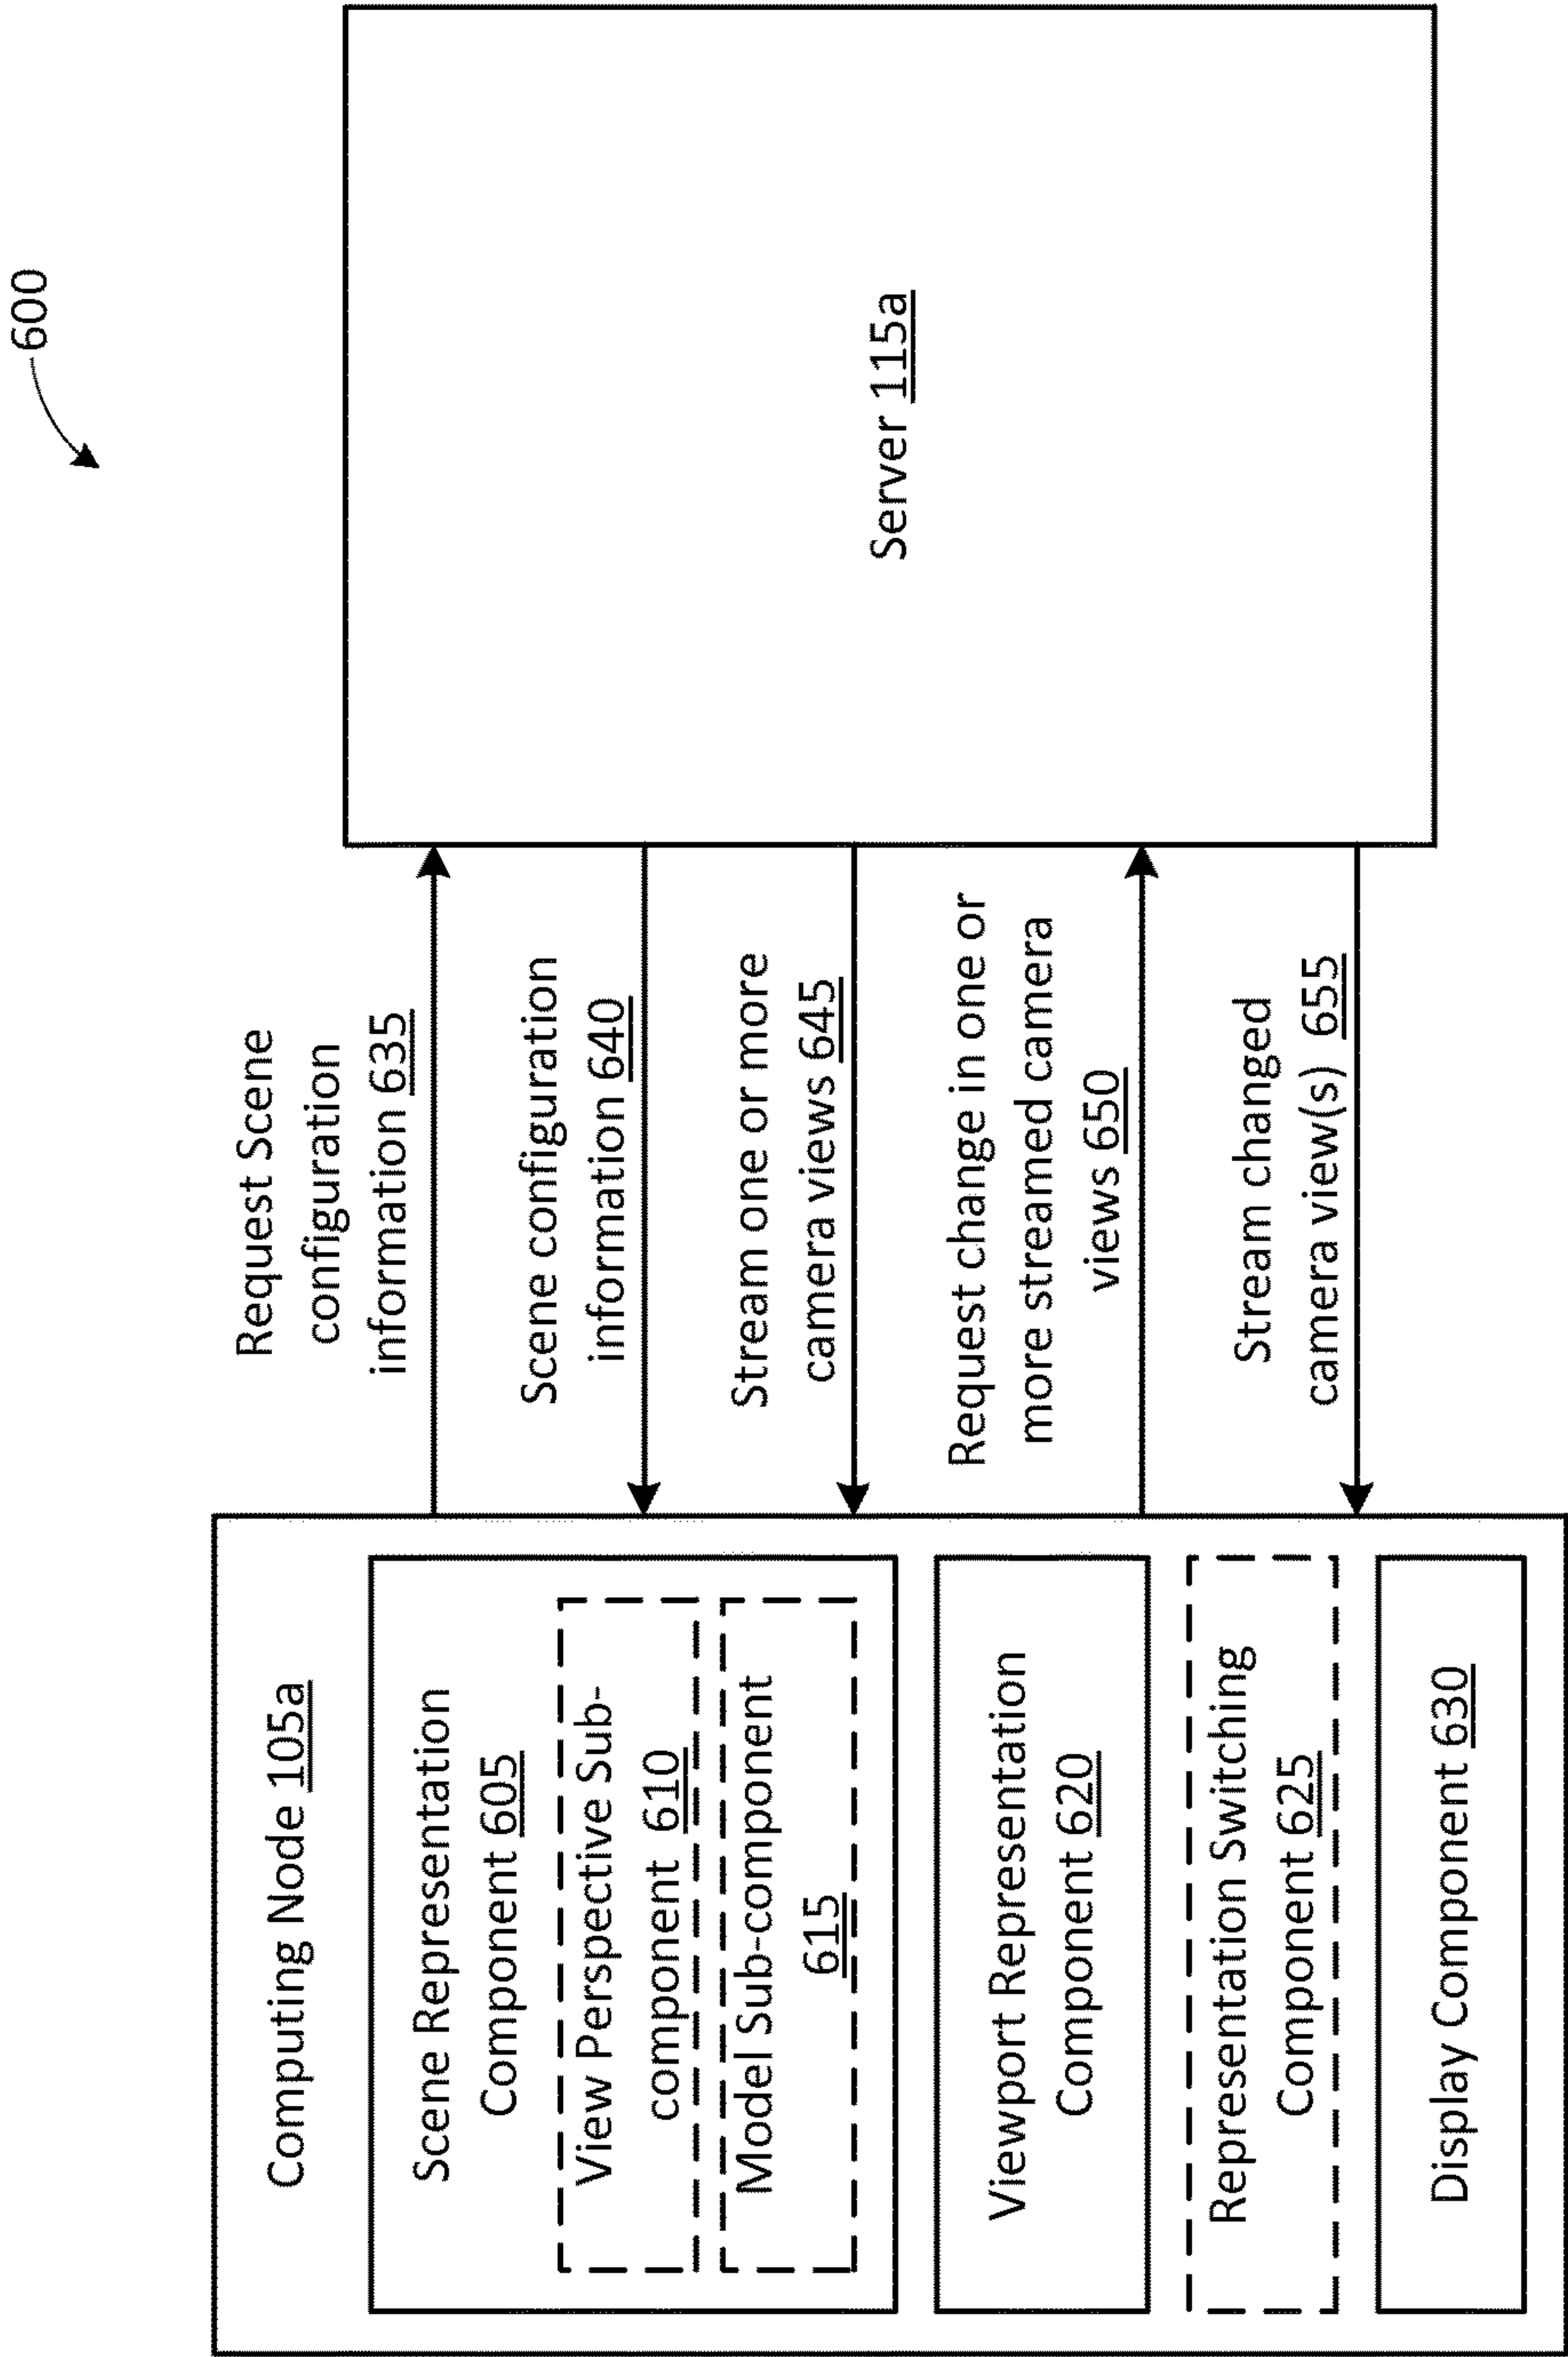 600
Computing Node 105a
Scene Representation
Component 605
View Perspective Sub-
component 610
Model Sub-component
615
Viewport Representation
Component 620
Representation Switching
Component 625
Display Component 630
Request Scene
configuration
information 635
Scene configuration
information 640
Stream one or more
camera views 645
Request change in one or
more streamed camera
views 650
Stream changed
camera view(s) 655
Server 115a